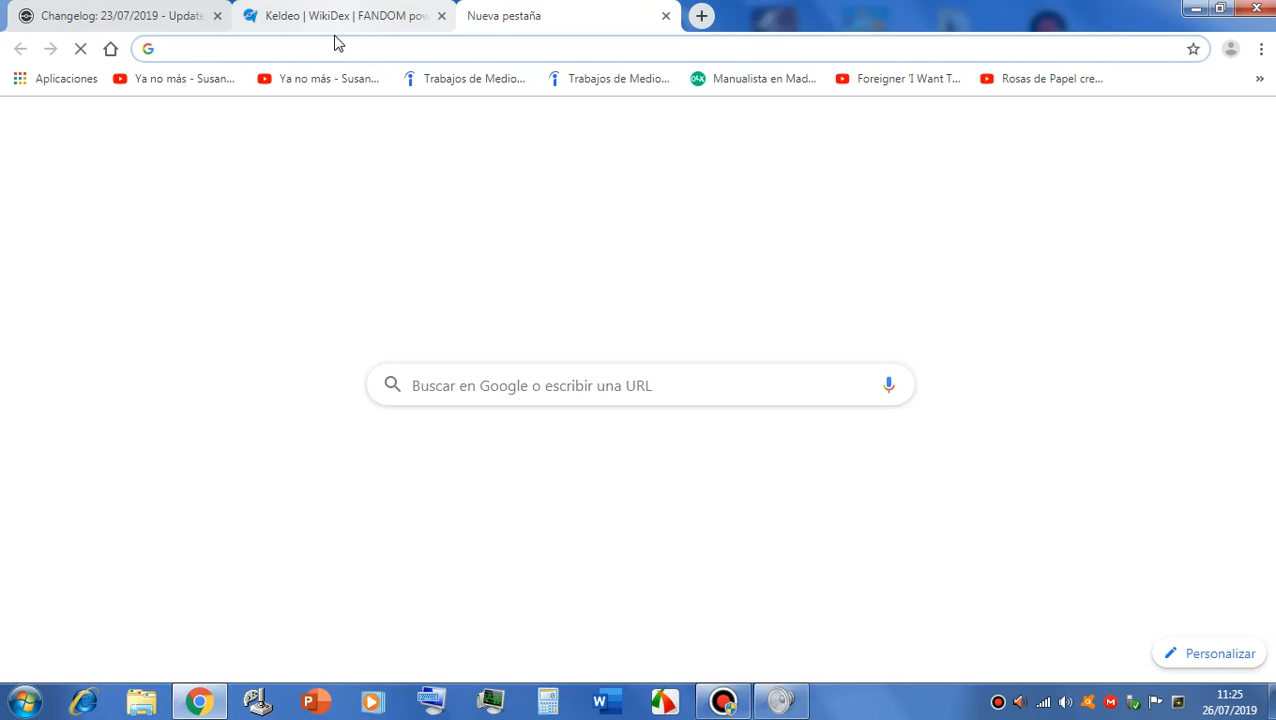 Changelog: 23/07/2019 - Update
Keldeo | WikiDex | FANDOM pow
Nueva pestaña
Aplicaciones
Ya no más - Susan...
Ya no más - Susan...
Trabajos de Medio...
Trabajos de Medio...
OLX
Manualista en Mad...
Foreigner 'I Want T...
Rosas de Papel cre...
»
Buscar en Google o escribir una URL
Personalizar
11:25
26/07/2019